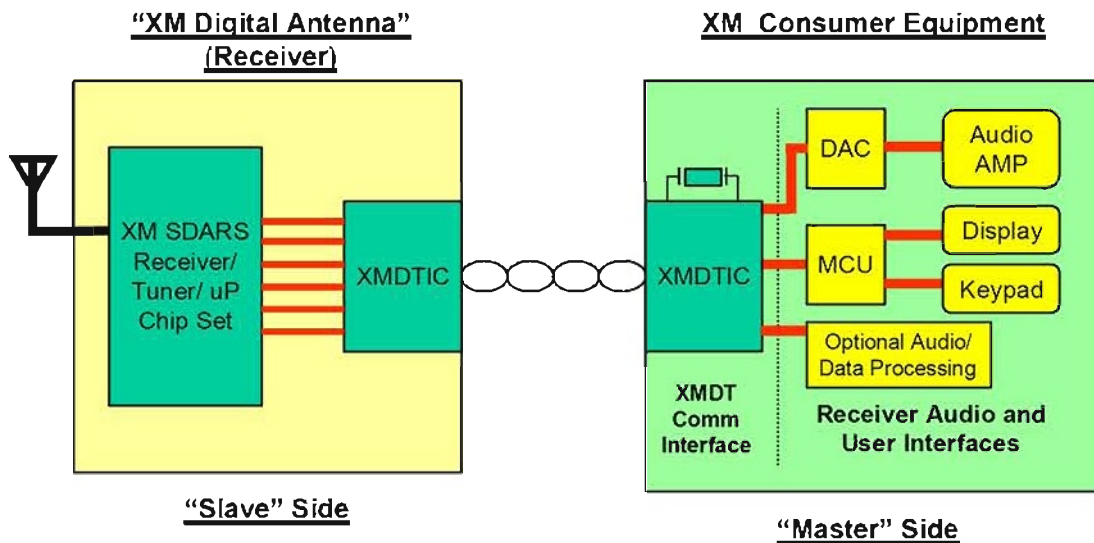 “XM Digital Antenna”
(Receiver)
XM SDARS
Receiver/
Tuner/ uP
Chip Set
XMDTIC
“Slave” Side
XM Consumer Equipment
XMDTIC
DAC
Audio
AMP
MCU
Display
Keypad
Optional Audio/
Data Processing
XMDT
Comm
Interface
Receiver Audio and
User Interfaces
“Master” Side